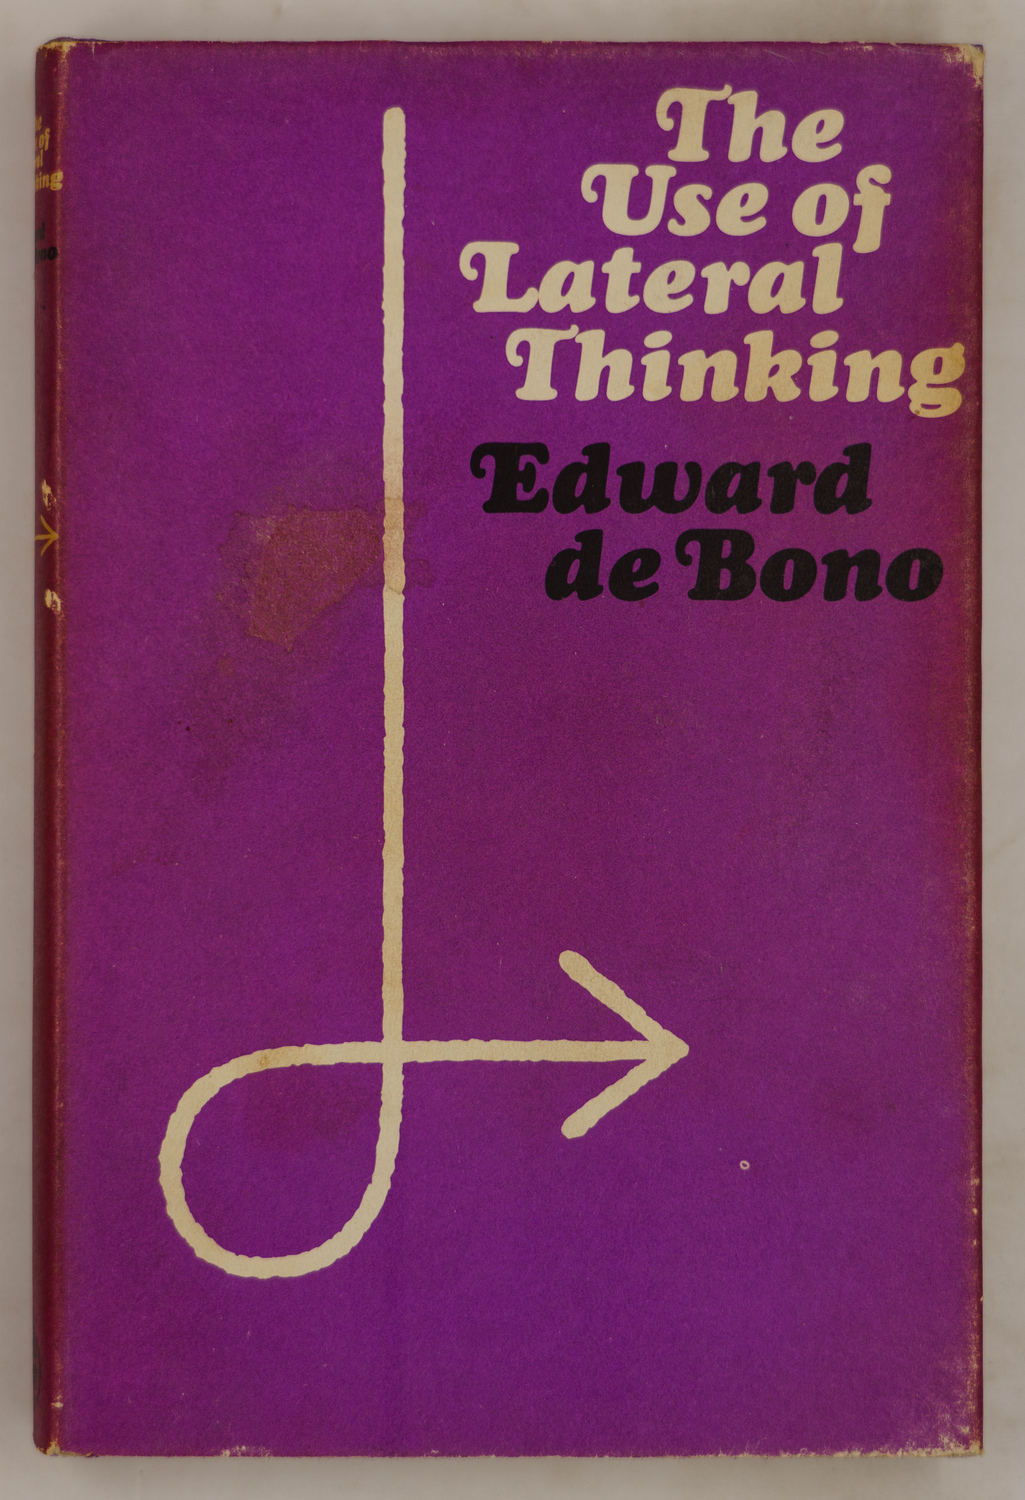 The
Use of
Lateral
Thinking
Edward
de Bono